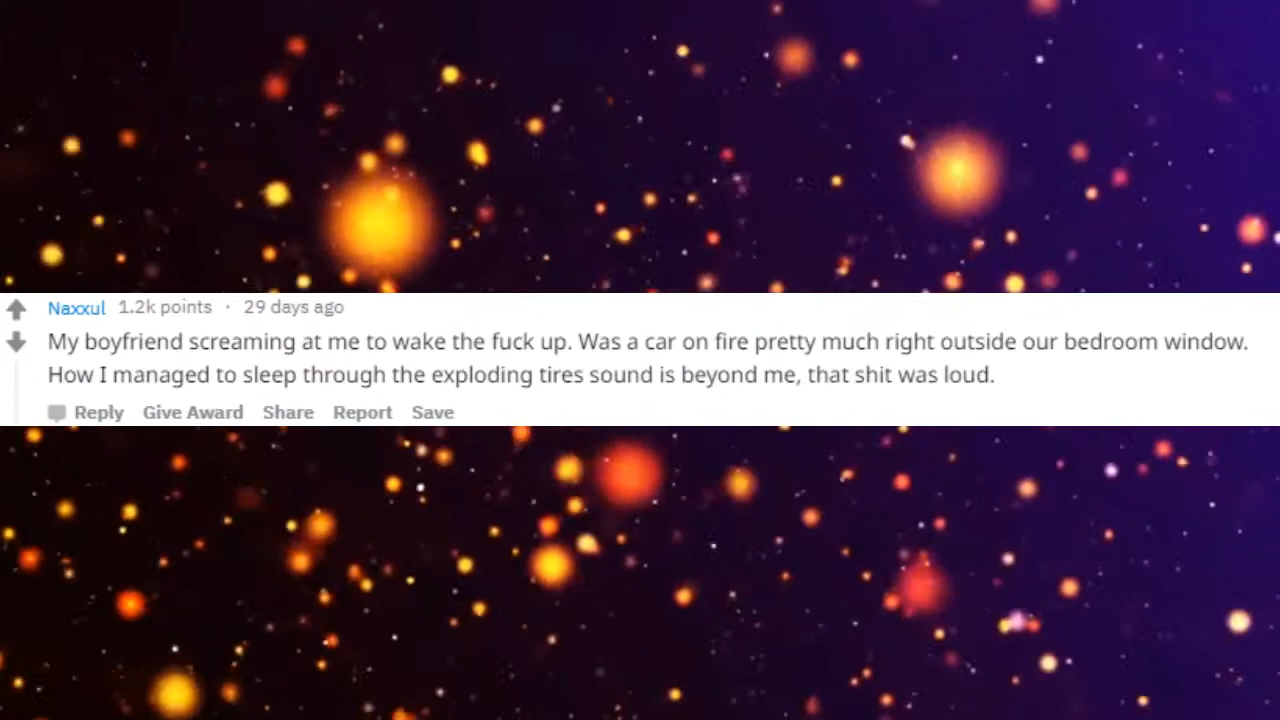 Naxxul 1.2k points · 29 days ago
My boyfriend screaming at me to wake the fuck up. Was a car on fire pretty much right outside our bedroom window.
How I managed to sleep through the exploding tires sound is beyond me, that shit was loud.
Reply Give Award Share Report Save